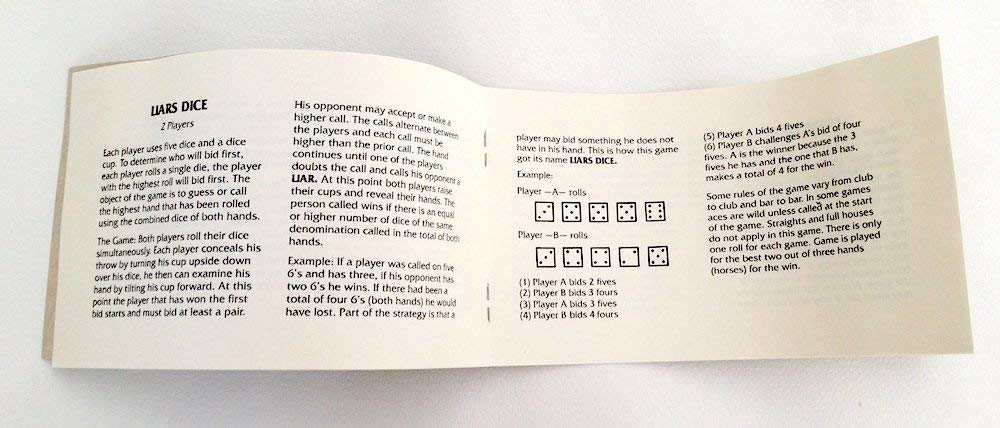 LIARS DICE
2 Players
Each player uses five dice and a dice
cup. To determine who will bid first,
each player rolls a single die, the player
with the highest roll will bid first. The
object of the game is to guess or call
the highest hand that has been rolled
using the combined dice of both hands.
The Game: Both players roll their dice
simultaneously. Each player conceals his
throw by turning his cup upside down
over his dice, he then can examine his
hand by tilting his cup forward. At this
point the player that has won the first
bid starts and must bid at least a pair.
His opponent may accept or make a
higher call. The calls alternate between
the players and each call must be
higher than the prior call. The hand
continues until one of the players
doubts the call and calls his opponent a
LIAR. At this point both players raise
their cups and reveal their hands. The
person called wins if there is an equal
or higher number of dice of the same
denomination called in the total of both
hands.
Example: If a player was called on five
6's and has three, if his opponent has
two 6's he wins. If there had been a
total of four 6's (both hands) he would
have lost. Part of the strategy is that a
player may bid something he does not
have in his hand. This is how this game
got its name LIARS DICE.
Example:
Player —A— rolls
Player —B— rolls
(1) Player A bids 2 fives
(2) Player B bids 3 fours
(3) Player A bids 3 fives
(4) Player B bids 4 fours
(5) Player A bids 4 fives
(6) Player B challenges A's bid of four
fives. A is the winner because the 3
fives he has and the one that B has,
makes a total of 4 for the win.
Some rules of the game vary from club
to club and bar to bar. In some games
aces are wild unless called at the start
of the game. Straights and full houses
do not apply in this game. There is only
one roll for each game. Game is played
for the best two out of three hands
(horses) for the win.